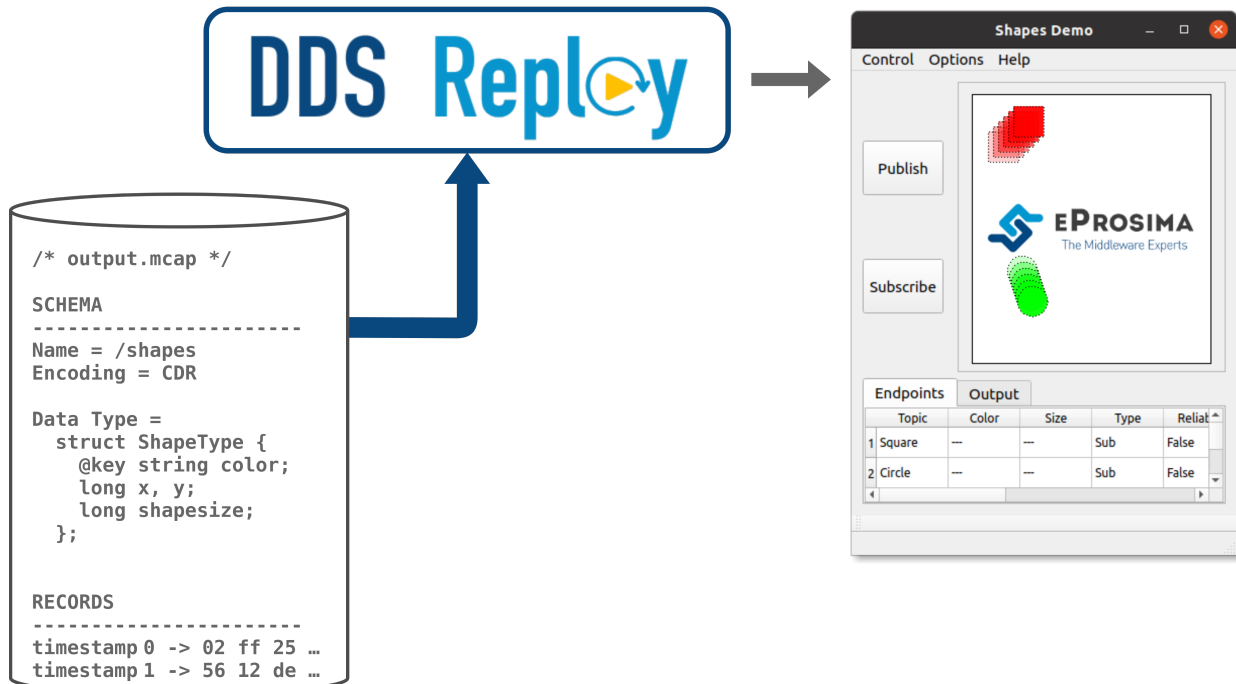 DDS Replay
/* output.mcap */
SCHEMA
-----------------------
Name = /shapes
Encoding = CDR
Data Type =
struct ShapeType {
@key string color;
long x, y;
long shapesize;
};
RECORDS
-----------------------
timestamp 0 -> 02 ff 25 …
timestamp 1 -> 56 12 de …
Shapes Demo
Control Options Help
Publish
Subscribe
ePROSIMA
The Middleware Experts
Endpoints Output
Topic Color Size Type Reliat
1 Square --- --- Sub False
2 Circle --- --- Sub False